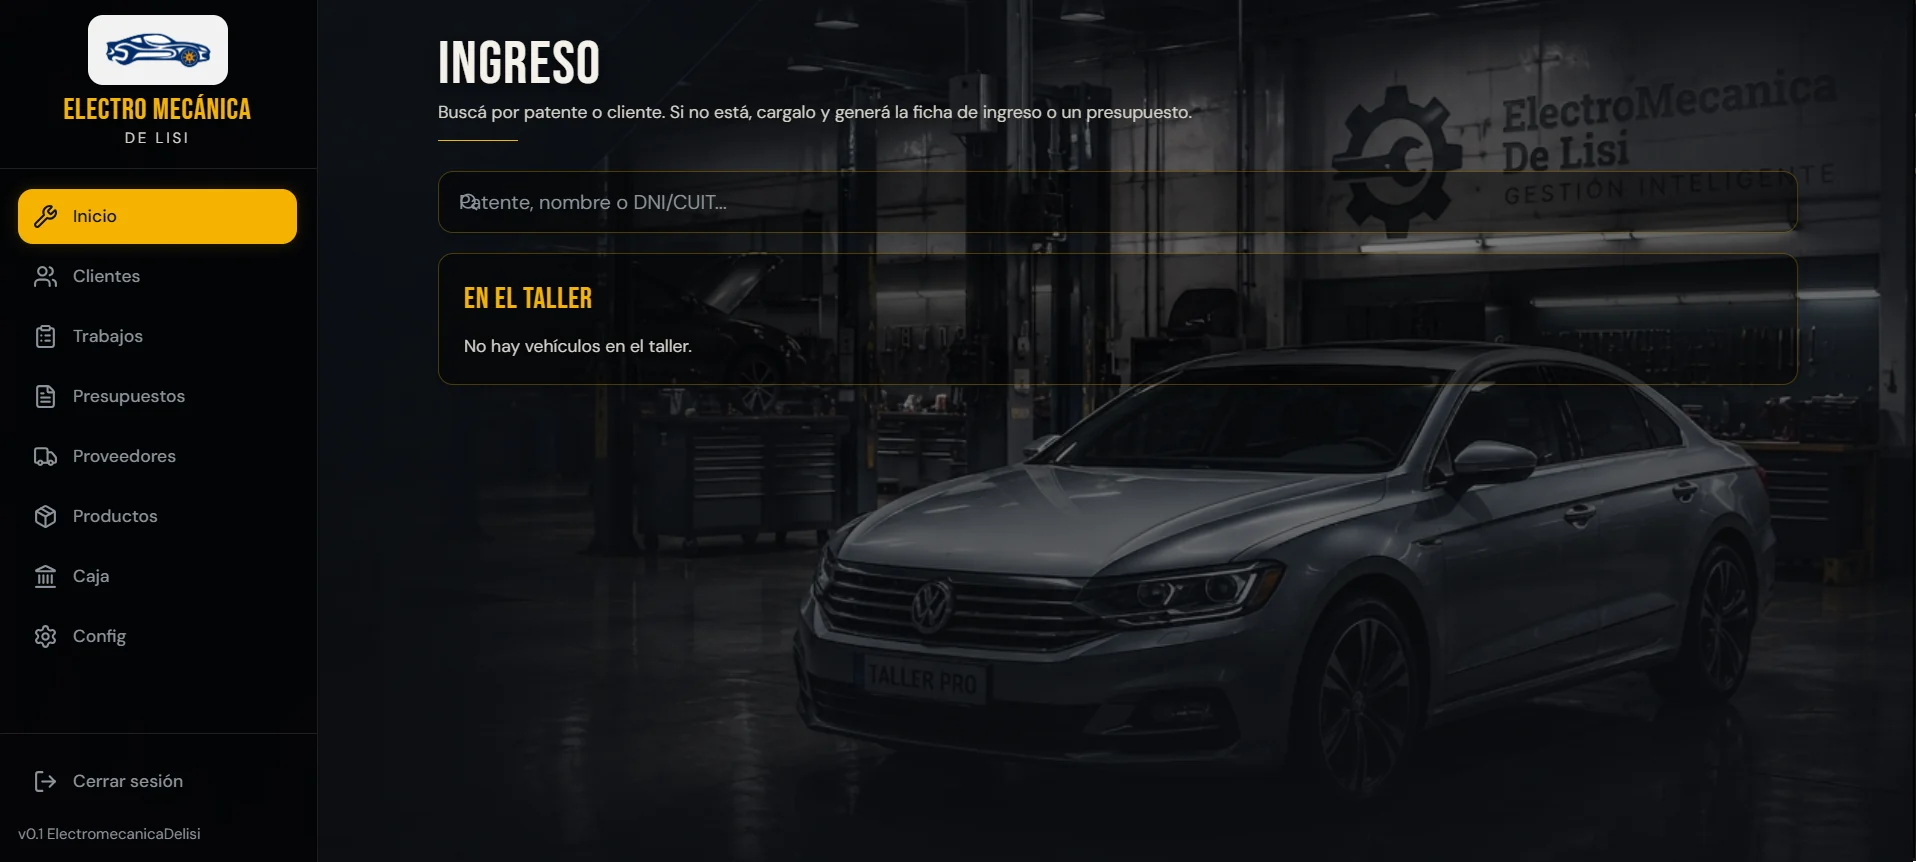 ELECTRO MECÁNICA
DE LISI
Inicio
Clientes
Trabajos
Presupuestos
Proveedores
Productos
Caja
Config
Cerrar sesión
v0.1 ElectromecanicaDelisi
INGRESO
Buscá por patente o cliente. Si no está, cargalo y generá la ficha de ingreso o un presupuesto.
Patente, nombre o DNI/CUIT...
EN EL TALLER
No hay vehículos en el taller.
ElectroMecanica
De Lisi
GESTIÓN INTELIGENTE
TALLER PRO